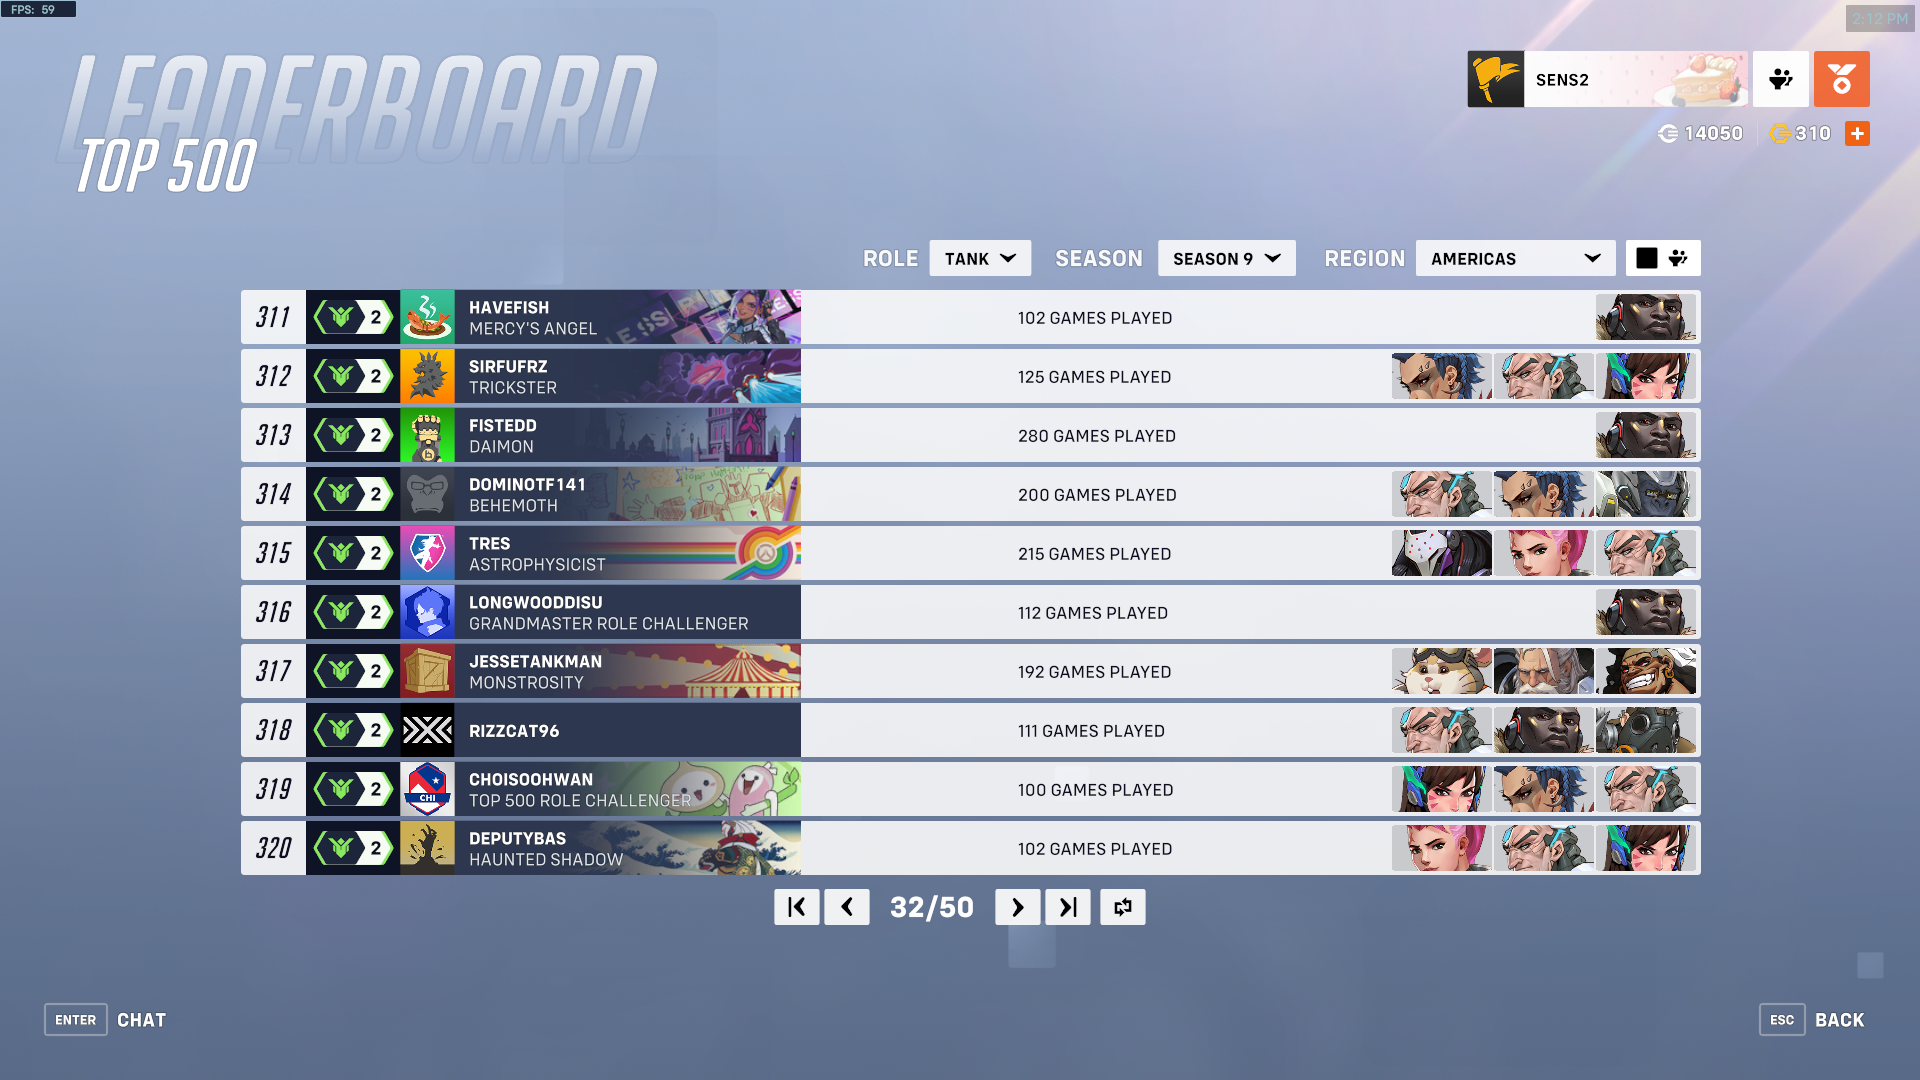 FPS: 59
2:12 PM
LEADERBOARD
TOP 500
SENS2
14050
310
ROLE TANK SEASON SEASON 9 REGION AMERICAS
311 2 HAVEFISH
MERCY'S ANGEL
102 GAMES PLAYED
312 2 SIRFUFRZ
TRICKSTER
125 GAMES PLAYED
313 2 FISTEDD
DAIMON
280 GAMES PLAYED
314 2 DOMINOTF141
BEHEMOTH
200 GAMES PLAYED
315 2 TRES
ASTROPHYSICIST
215 GAMES PLAYED
316 2 LONGWOODDISU
GRANDMASTER ROLE CHALLENGER
112 GAMES PLAYED
317 2 JESSETANKMAN
MONSTROSITY
192 GAMES PLAYED
318 2 RIZZCAT96
111 GAMES PLAYED
319 2 CHI CHOISOOHWAN
TOP 500 ROLE CHALLENGER
100 GAMES PLAYED
320 2 DEPUTYBAS
HAUNTED SHADOW
102 GAMES PLAYED
32/50
ENTER CHAT
ESC BACK